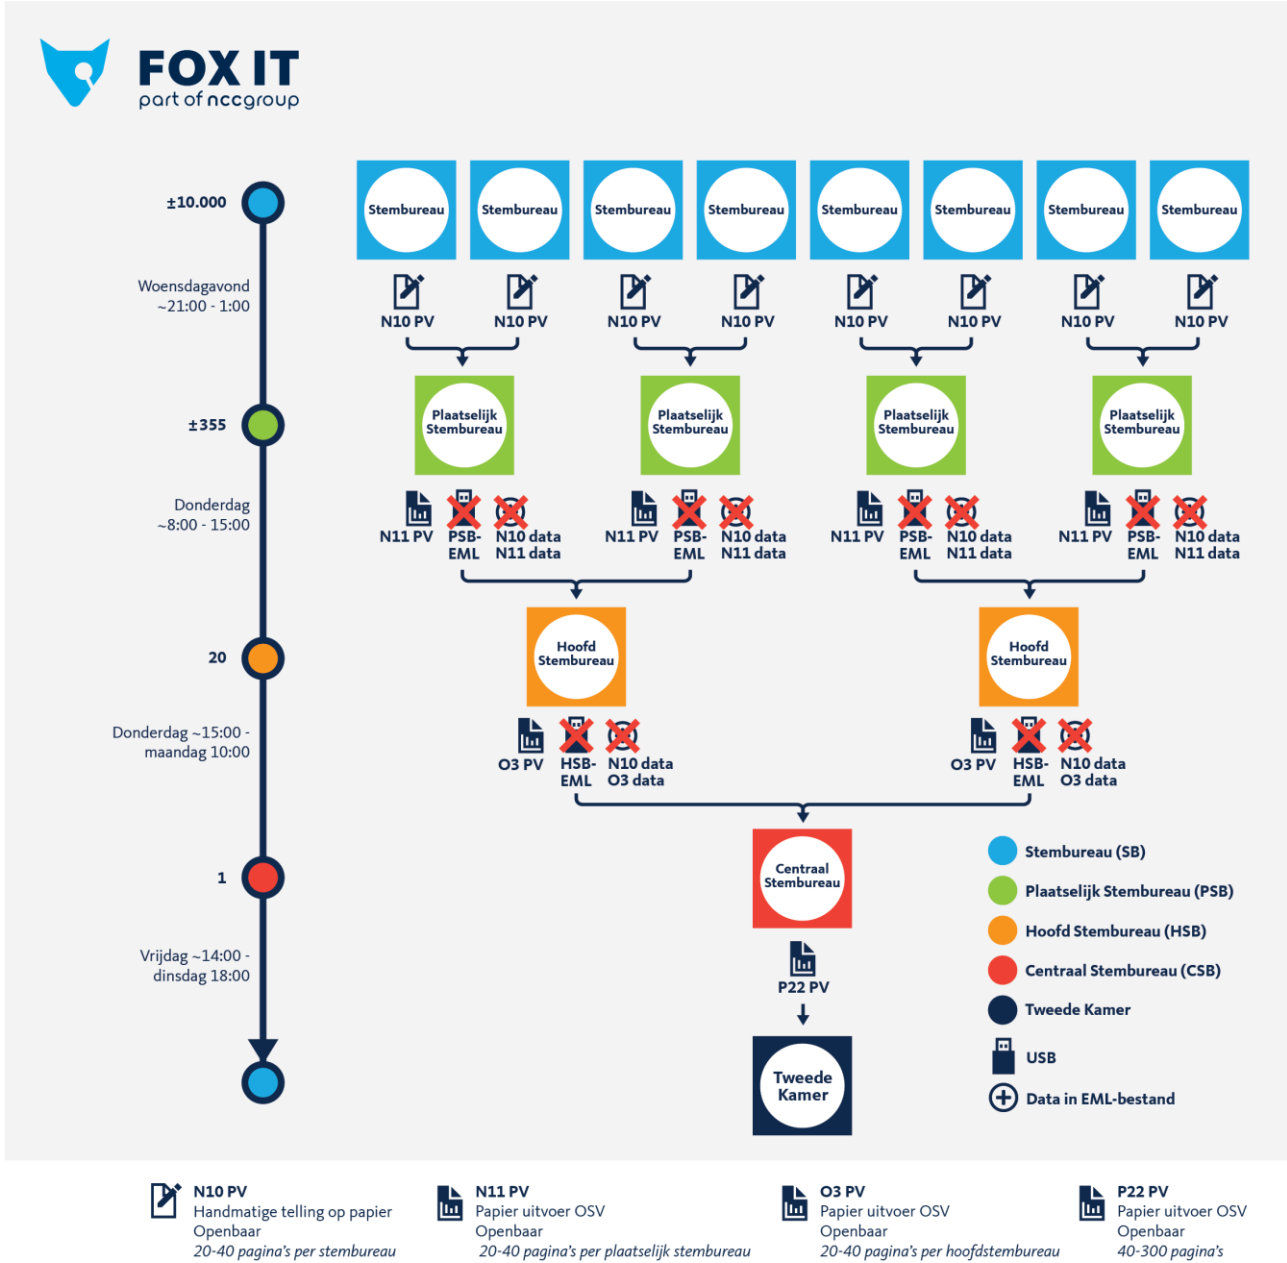 FOX IT
part of nccgroup
±10.000
Stembureau Stembureau Stembureau Stembureau Stembureau Stembureau Stembureau Stembureau
Woensdagavond
~21:00 - 1:00
N10 PV N10 PV N10 PV N10 PV N10 PV N10 PV N10 PV N10 PV
±355
Plaatselijk Plaatselijk Plaatselijk Plaatselijk
Stembureau Stembureau Stembureau Stembureau
Donderdag
~8:00 - 15:00
N11 PV PSB- N10 data N11 PV PSB- N10 data N11 PV PSB- N10 data N11 PV PSB- N10 data
EML N11 data EML N11 data EML N11 data EML N11 data
20
Hoofd Hoofd
Stembureau Stembureau
Donderdag ~15:00 -
maandag 10:00
O3 PV HSB- N10 data O3 PV HSB- N10 data
EML O3 data EML O3 data
1
Centraal
Stembureau
Vrijdag ~14:00 -
dinsdag 18:00
P22 PV
Tweede
Kamer
Stembureau (SB)
Plaatselijk Stembureau (PSB)
Hoofd Stembureau (HSB)
Centraal Stembureau (CSB)
Tweede Kamer
USB
Data in EML-bestand
N10 PV
Handmatige telling op papier
Openbaar
20-40 pagina's per stembureau
N11 PV
Papier uitvoer OSV
Openbaar
20-40 pagina's per plaatselijk stembureau
O3 PV
Papier uitvoer OSV
Openbaar
20-40 pagina's per hoofdstembureau
P22 PV
Papier uitvoer OSV
Openbaar
40-300 pagina's